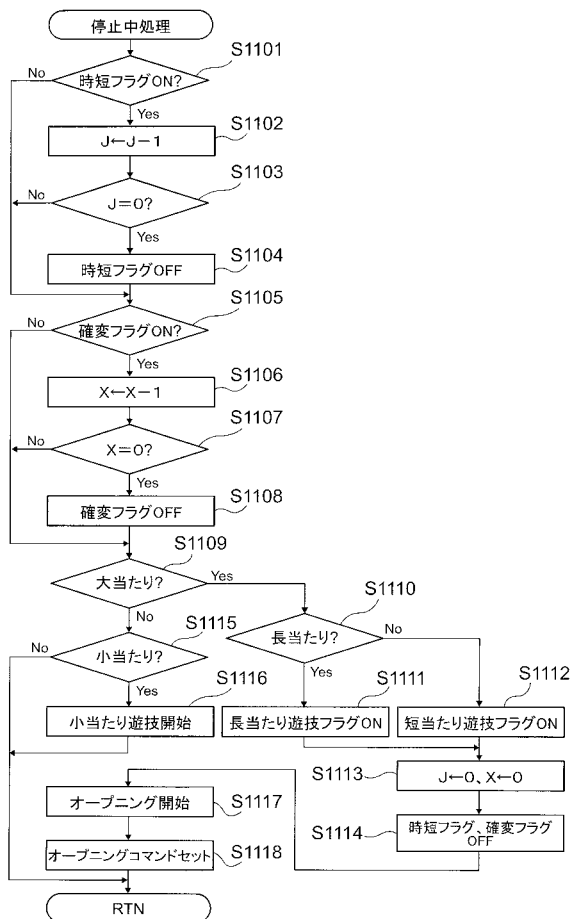 停止中処理
S1101
時短フラグON?
No
Yes
S1102
J←J−1
S1103
J=0?
No
Yes
S1104
時短フラグOFF
S1105
確変フラグON?
No
Yes
S1106
X←X−1
S1107
X=0?
No
Yes
S1108
確変フラグOFF
S1109
大当たり?
Yes
No
S1110
長当たり?
No
Yes
S1115
小当たり?
No
Yes
S1116
小当たり遊技開始
S1111
長当たり遊技フラグON
S1112
短当たり遊技フラグON
S1113
J←0、X←0
S1114
時短フラグ、確変フラグ
OFF
S1117
オープニング開始
S1118
オープニングコマンドセット
RTN